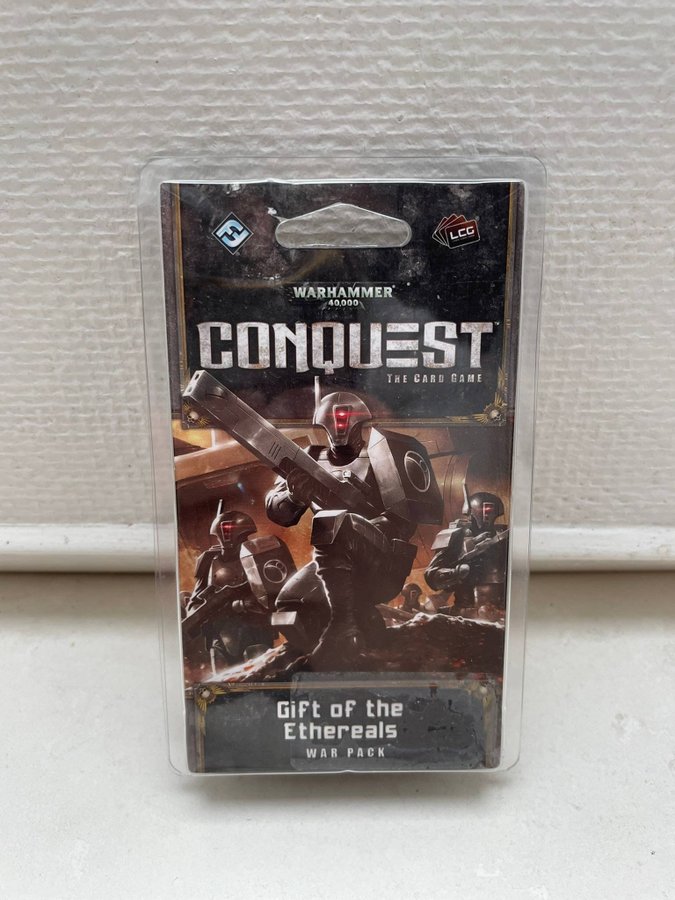 LCG
WARHAMMER
40,000
CONQUEST
THE CARD GAME
Gift of the
Ethereals
WAR PACK